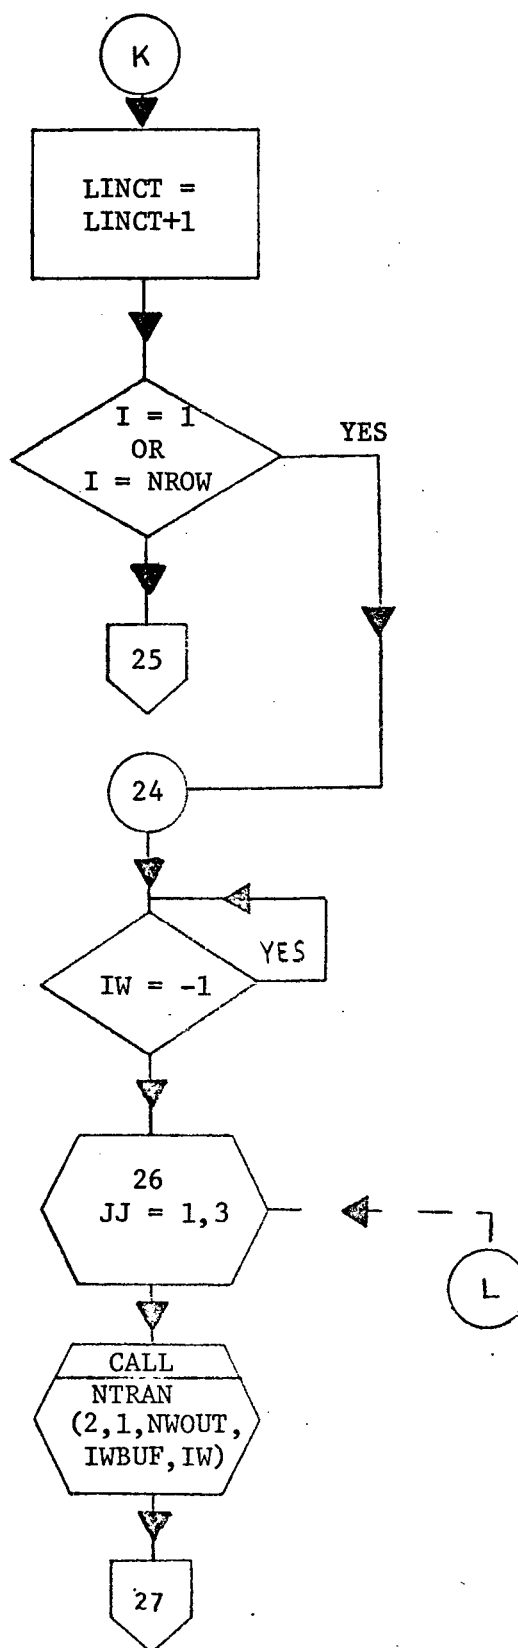 K
LINCT =
LINCT+1
I = 1
OR
I = NROW
YES
25
24
YES
IW = -1
26
JJ = 1,3
L
CALL
NTRAN
(2,1,NWOUT,
IWBUF,IW)
27